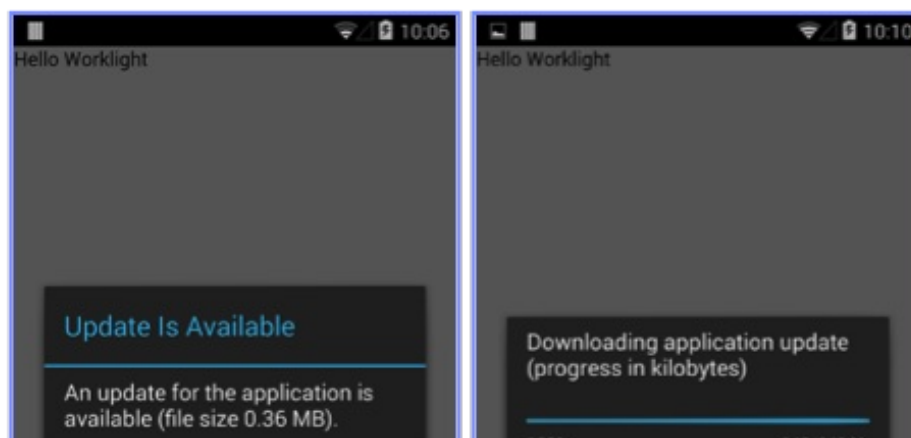 10:06
Hello Worklight
Update Is Available
An update for the application is
available (file size 0.36 MB).
10:10
Hello Worklight
Downloading application update
(progress in kilobytes)